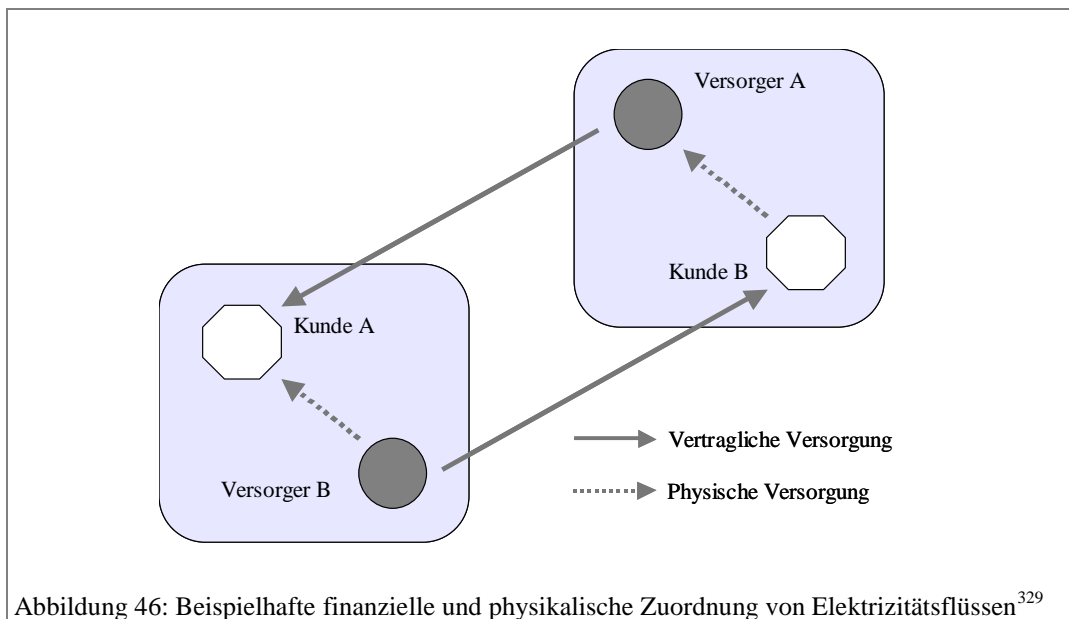 Versorger A
Kunde B
Kunde A
Versorger B
Vertragliche Versorgung
Physische Versorgung
Abbildung 46: Beispielhafte finanzielle und physikalische Zuordnung von Elektrizitätsflüssen329